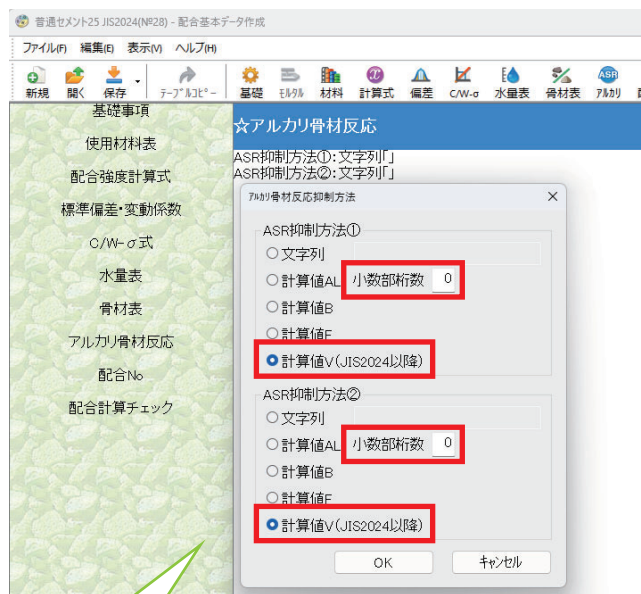 普通セメント25 JIS2024(№28) - 配合基本データ作成
ファイル(F) 編集(E) 表示(V) ヘルプ(H)
新規 開く 保存 テーブルコピー 基礎 モルタル 材料 計算式 偏差 C/W-σ 水量表 骨材表 アルカリ
ASR
基礎事項
使用材料表
配合強度計算式
標準偏差・変動係数
C/W-σ式
水量表
骨材表
アルカリ骨材反応
配合No
配合計算チェック
☆アルカリ骨材反応
ASR抑制方法①:文字列「」
ASR抑制方法②:文字列「」
アルカリ骨材反応抑制方法
ASR抑制方法①
文字列
計算値AL 小数部桁数 0
計算値B
計算値F
計算値V(JIS2024以降)
ASR抑制方法②
文字列
計算値AL 小数部桁数 0
計算値B
計算値F
計算値V(JIS2024以降)
OK キャンセル